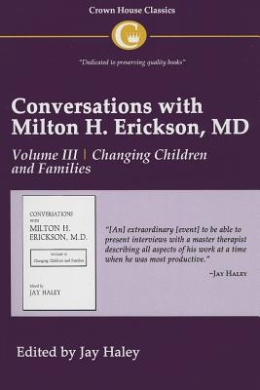 Crown House Classics
C
"Dedicated to preserving quality books"
Conversations with
Milton H. Erickson, MD
Volume III | Changing Children
and Families
CONVERSATIONS
with
MILTON H.
ERICKSON, M.D.
Changing Children and Families
Edited by
JAY HALEY
"[An] extraordinary [event] to be able to
present interviews with a master therapist
describing all aspects of his work at a
time when he was most productive."
~JAY HALEY
Edited by Jay Haley